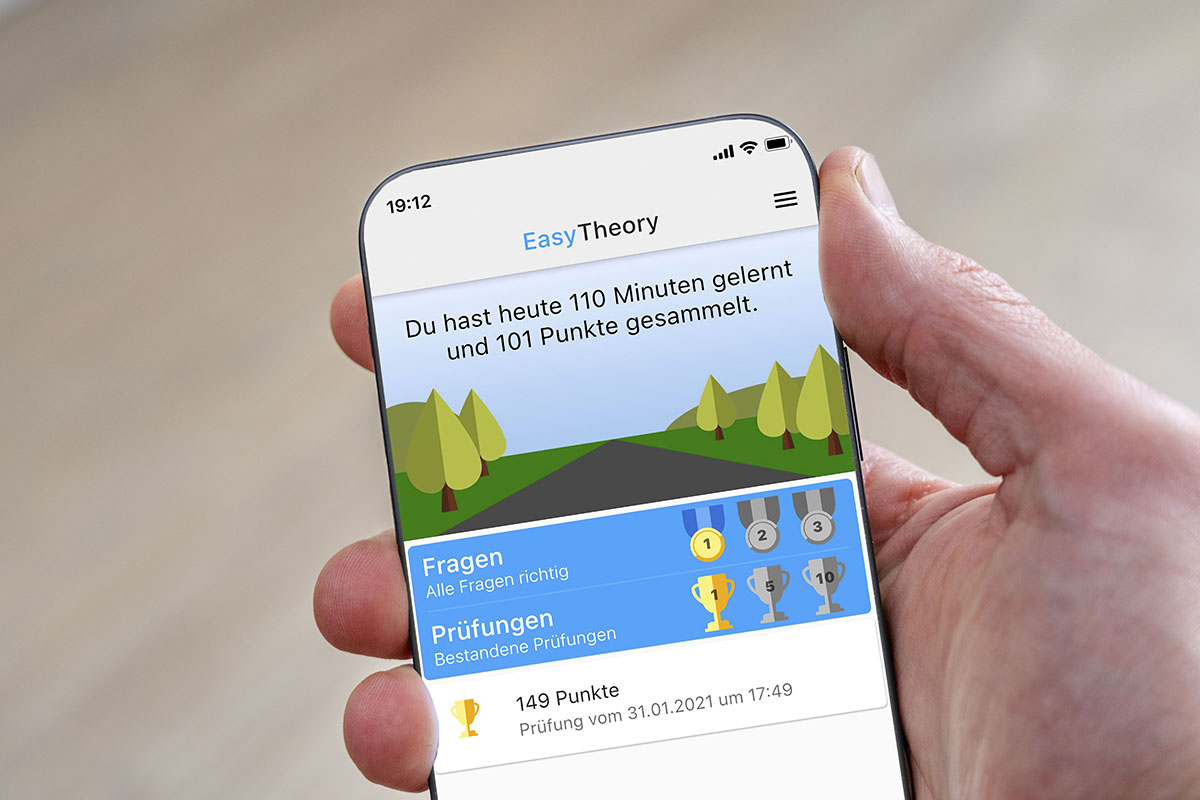 19:12
EasyTheory
Du hast heute 110 Minuten gelernt
und 101 Punkte gesammelt.
Fragen
Alle Fragen richtig
1 2 3
Prüfungen
Bestandene Prüfungen
1 5 10
149 Punkte
Prüfung vom 31.01.2021 um 17:49